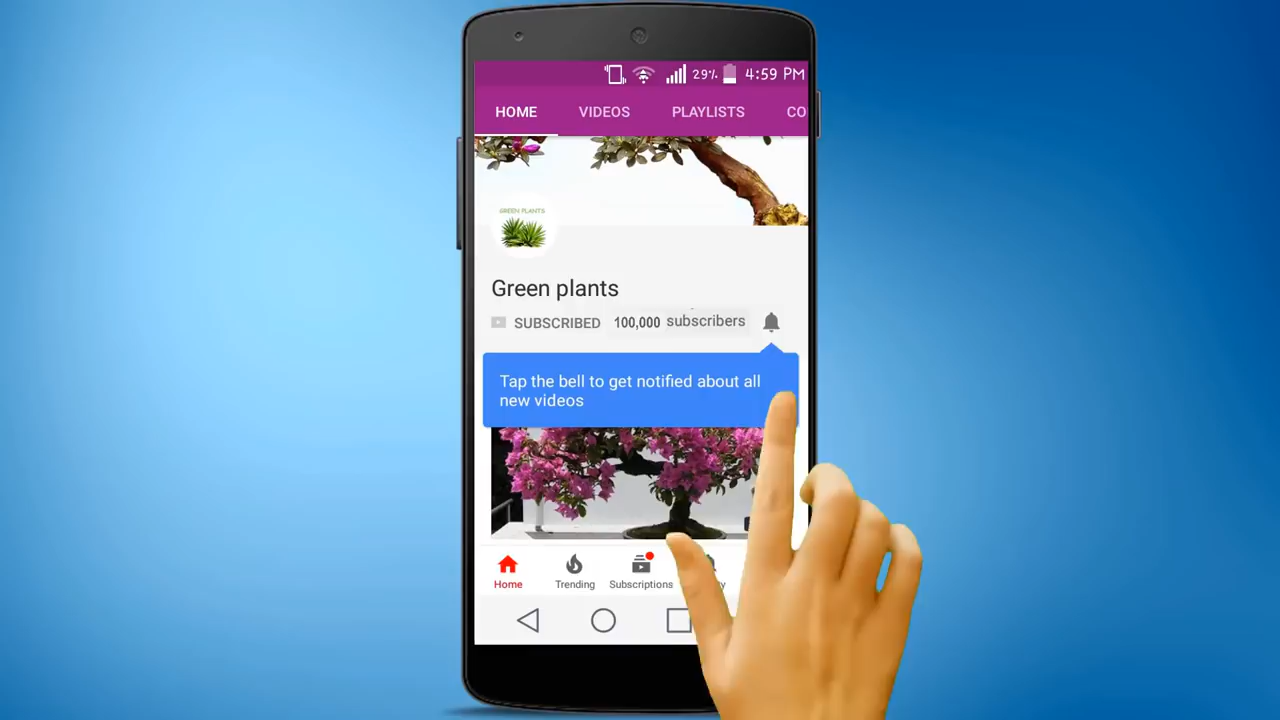 29% 4:59 PM
HOME VIDEOS PLAYLISTS CO
GREEN PLANTS
Green plants
SUBSCRIBED 100,000 subscribers
Tap the bell to get notified about all
new videos
Home Trending Subscriptions